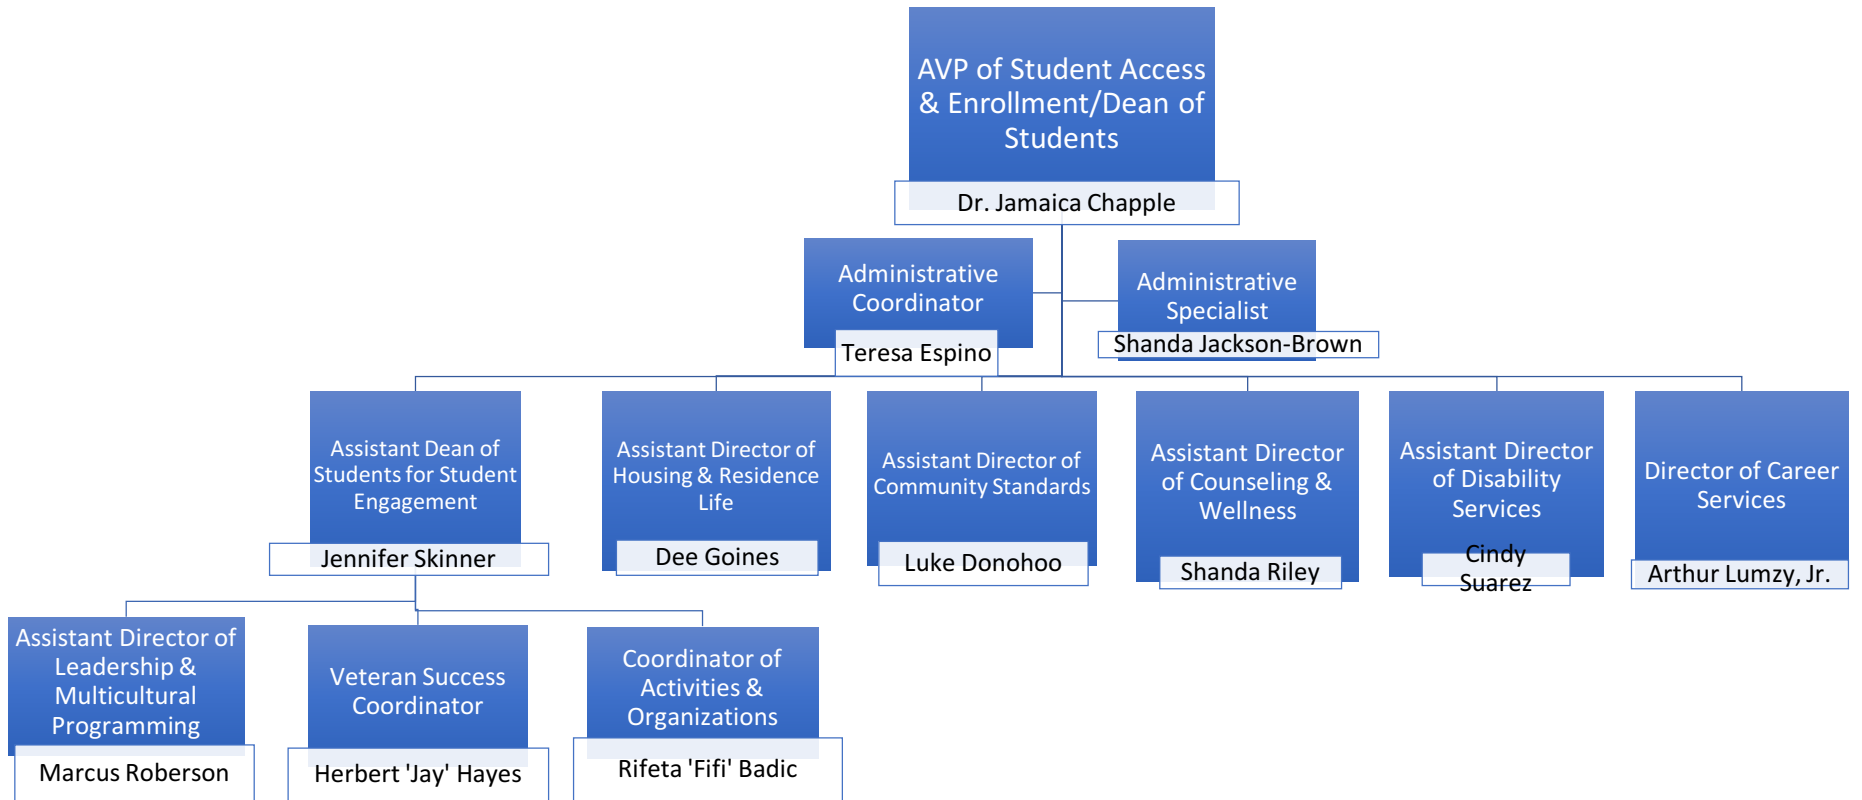 AVP of Student Access
& Enrollment/Dean of
Students
Dr. Jamaica Chapple
Administrative
Coordinator
Teresa Espino
Administrative
Specialist
Shanda Jackson-Brown
Assistant Dean of
Students for Student
Engagement
Jennifer Skinner
Assistant Director of
Housing & Residence
Life
Dee Goines
Assistant Director of
Community Standards
Luke Donohoo
Assistant Director
of Counseling &
Wellness
Shanda Riley
Assistant Director
of Disability
Services
Cindy
Suarez
Director of Career
Services
Arthur Lumzy, Jr.
Assistant Director of
Leadership &
Multicultural
Programming
Marcus Roberson
Veteran Success
Coordinator
Herbert 'Jay' Hayes
Coordinator of
Activities &
Organizations
Rifeta 'Fifi' Badic